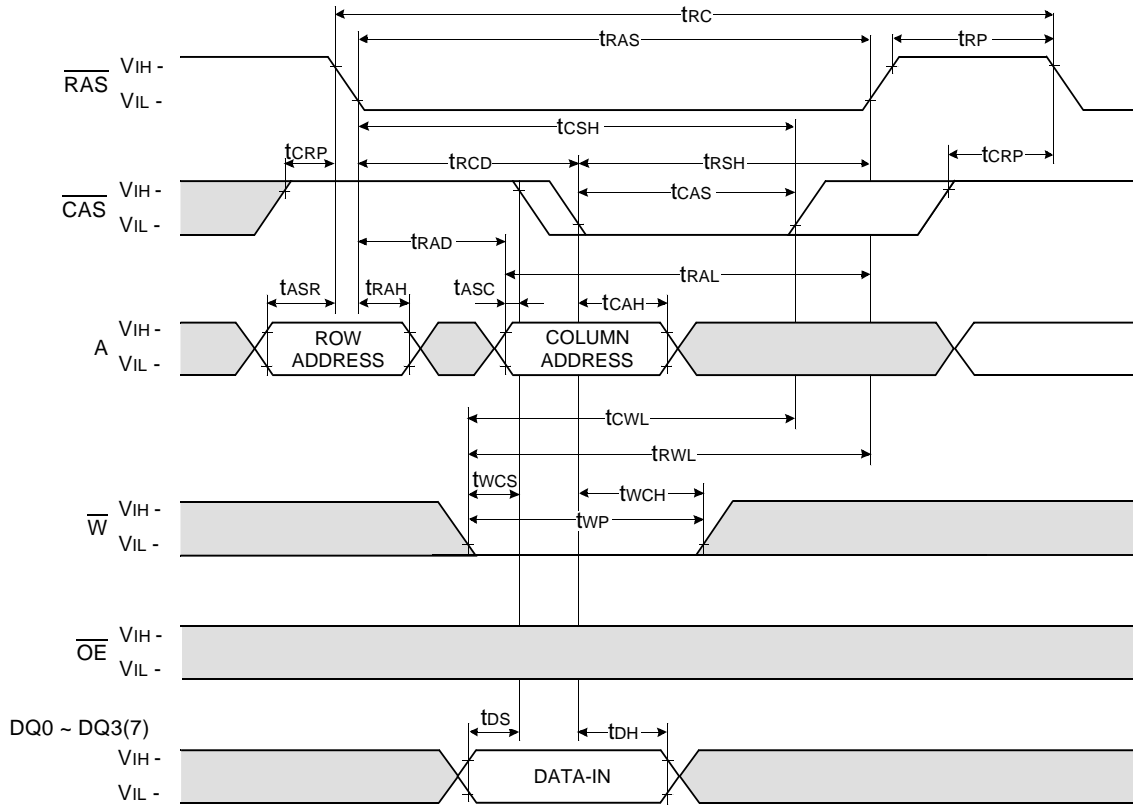 tRC
tRAS
tRP
RAS
VIH -
VIL -
tCSH
tCRP
tRCD
tRSH
tCRP
CAS
VIH -
VIL -
tCAS
tRAD
tRAL
tASR
tRAH
tASC
tCAH
A
VIH -
VIL -
ROW
ADDRESS
COLUMN
ADDRESS
tCWL
tRWL
tWCS
tWCH
W
VIH -
VIL -
tWP
OE
VIH -
VIL -
DQ0 ~ DQ3(7)
tDS
tDH
VIH -
VIL -
DATA-IN